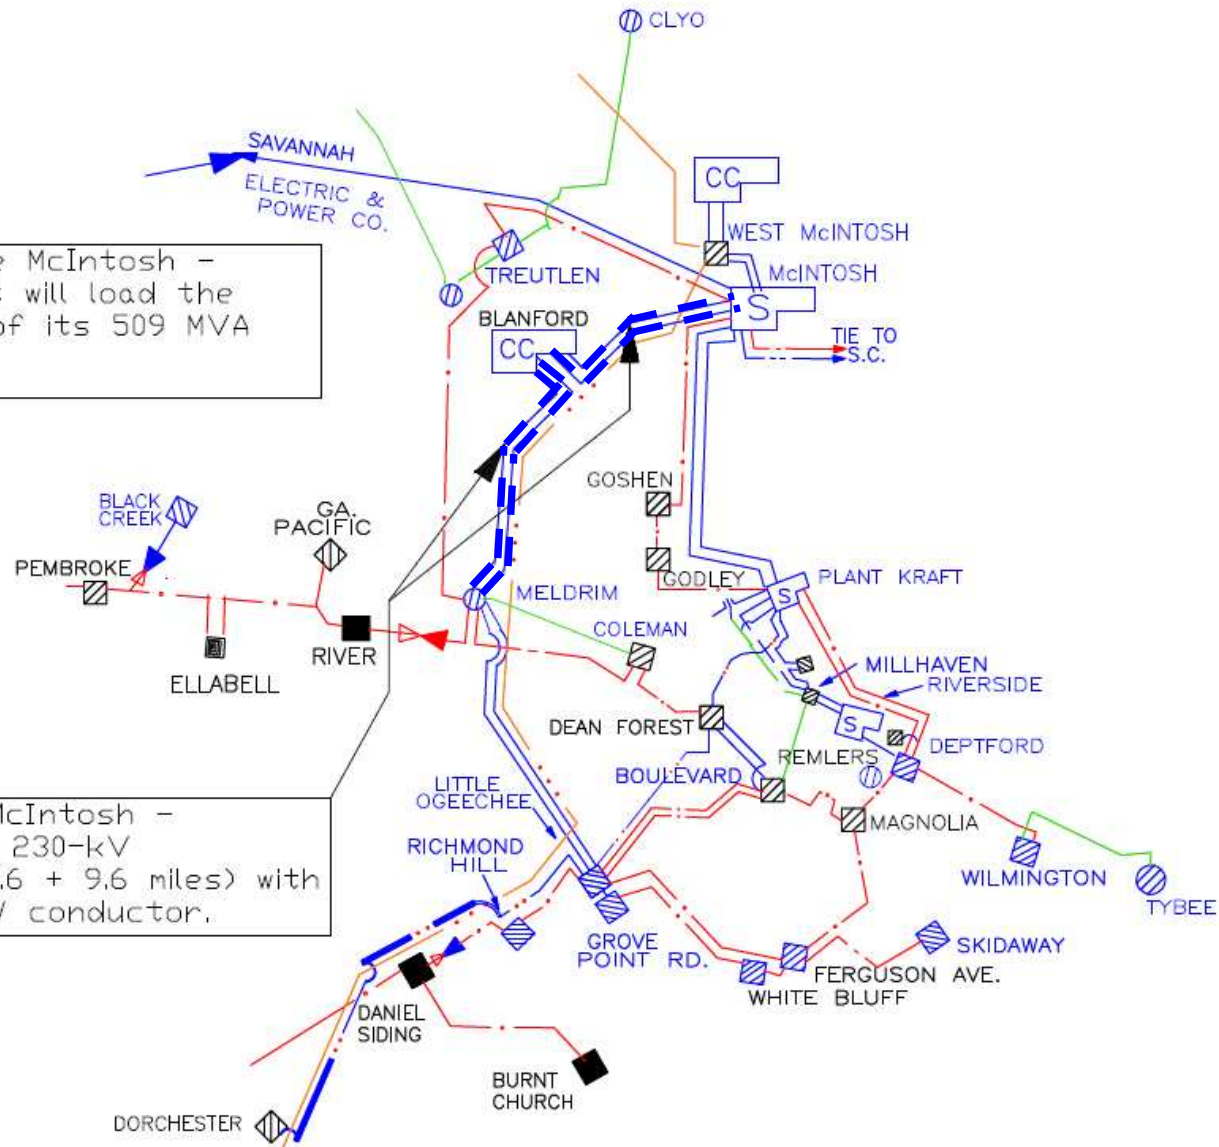 CLYO
SAVANNAH
ELECTRIC &
POWER CO.
CC
WEST McINTOSH
McINTOSH
S
TREUTLEN
McIntosh -
will load the
of its 509 MVA
BLANFORD
CC
TIE TO
S.C.
GOSHEN
BLACK
CREEK
GA.
PACIFIC
PEMBROKE
GODLEY
PLANT KRAFT
S
MELDRIM
COLEMAN
RIVER
ELLABELL
MILLHAVEN
RIVERSIDE
DEAN FOREST
S
REMLERS
DEPTFORD
BOULEVARD
LITTLE
OGEECHEE
McIntosh -
230-kV
.6 + 9.6 miles) with
conductor.
RICHMOND
HILL
MAGNOLIA
WILMINGTON
TYBEE
GROVE
POINT RD.
SKIDAWAY
FERGUSON AVE.
WHITE BLUFF
DANIEL
SIDING
BURNT
CHURCH
DORCHESTER